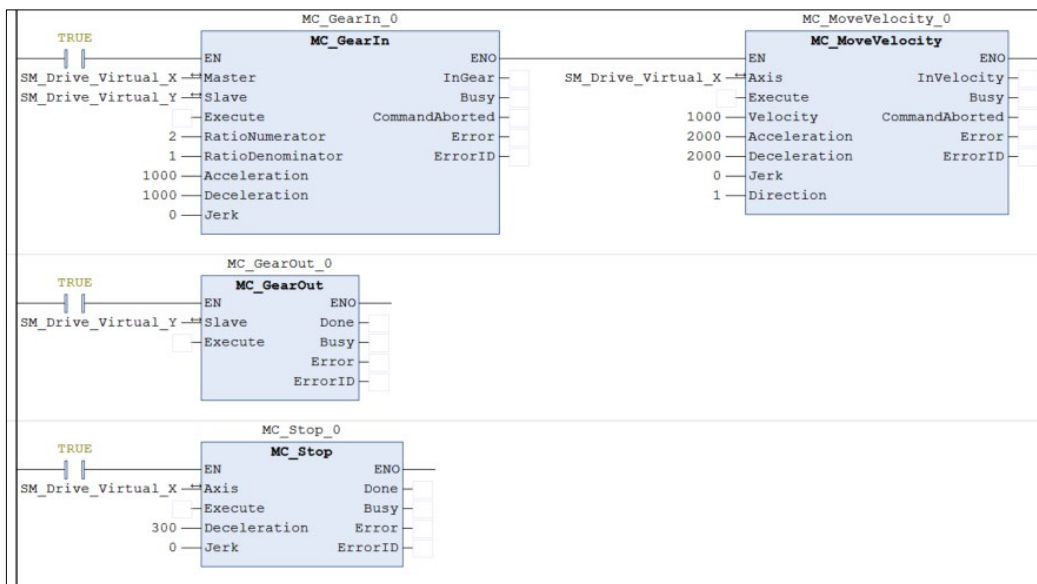 MC_GearIn_0 MC_MoveVelocity_0
TRUE MC_GearIn MC_MoveVelocity
EN ENO EN ENO
SM_Drive_Virtual_X Master InGear SM_Drive_Virtual_X Axis InVelocity
SM_Drive_Virtual_Y Slave Busy Execute Busy
Execute CommandAborted 1000 Velocity CommandAborted
2 RatioNumerator Error 2000 Acceleration Error
1 RatioDenominator ErrorID 2000 Deceleration ErrorID
1000 Acceleration 0 Jerk
1000 Deceleration 1 Direction
0 Jerk
MC_GearOut_0
TRUE MC_GearOut
EN ENO
SM_Drive_Virtual_Y Slave Done
Execute Busy
Error
ErrorID
MC_Stop_0
TRUE MC_Stop
EN ENO
SM_Drive_Virtual_X Axis Done
Execute Busy
300 Deceleration Error
0 Jerk ErrorID